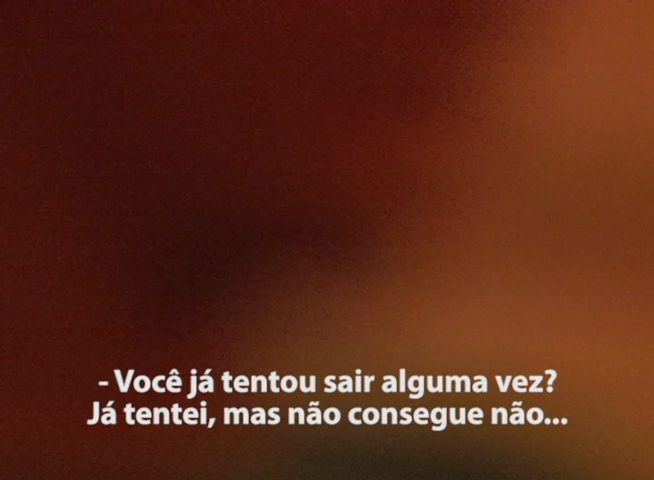 - Você já tentou sair alguma vez?
Já tentei, mas não consegue não...